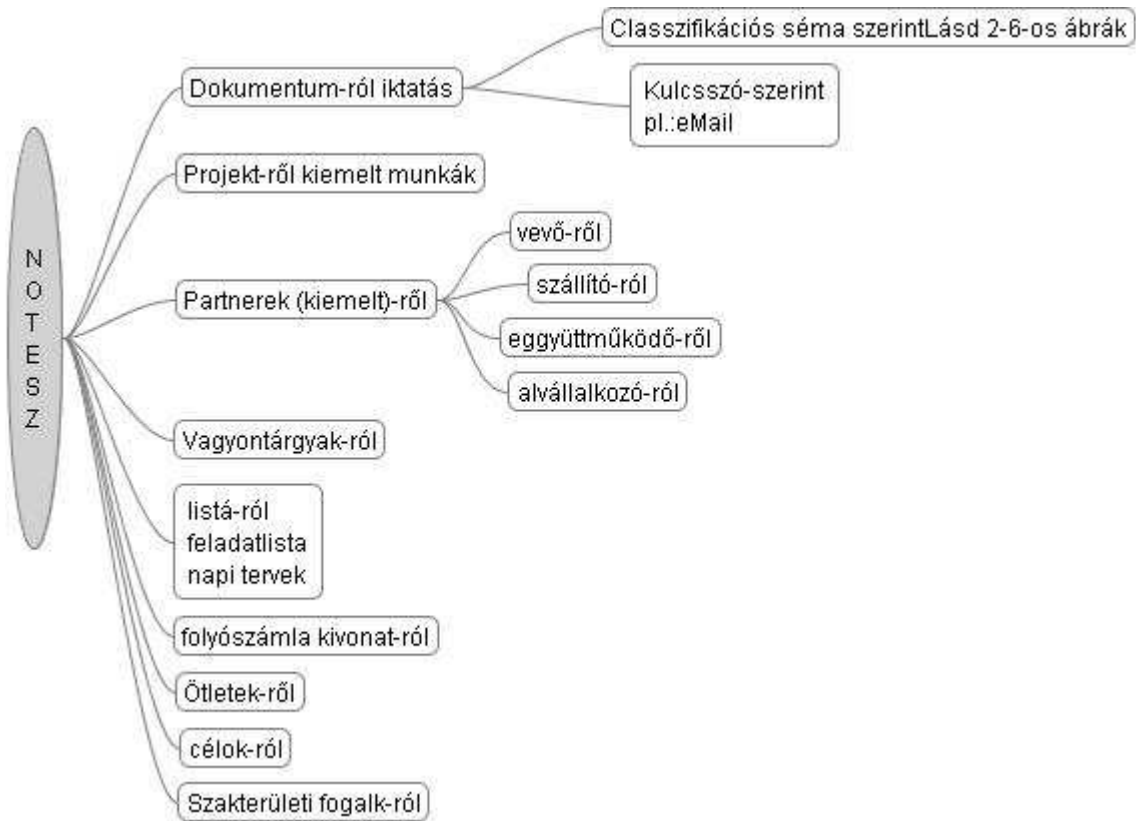 NOTESZ
Dokumentum-ról iktatás
Classzifikációs séma szerintLásd 2-6-os ábrák
Kulcsszó-szerint
pl.:eMail
Projekt-ről kiemelt munkák
Partnerek (kiemelt)-ről
vevő-ről
szállító-ról
eggyüttműködő-ről
alvállalkozó-ról
Vagyontárgyak-ról
listá-ról
feladatlista
napi tervek
folyószámla kivonat-ról
Ötletek-ről
célok-ról
Szakterületi fogalk-ról